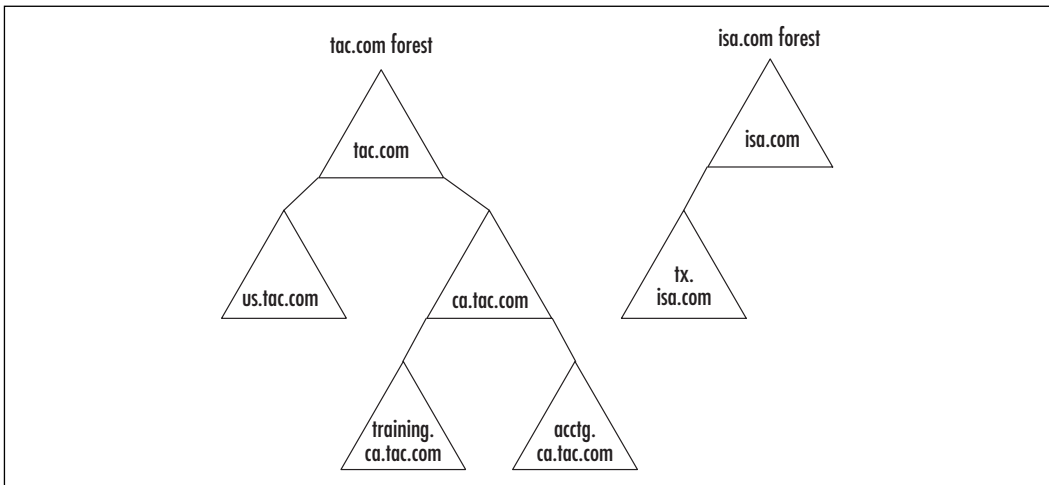 tac.com forest
isa.com forest
tac.com
isa.com
us.tac.com
ca.tac.com
tx.
isa.com
training.
ca.tac.com
acctg.
ca.tac.com